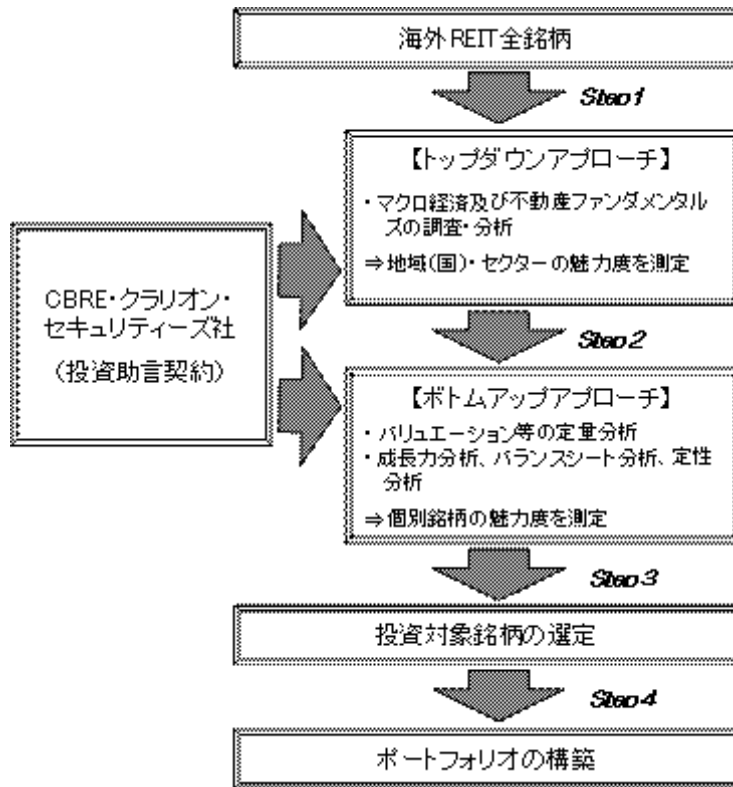 海外REIT全銘柄
Step1
【トップダウンアプローチ】
・マクロ経済及び不動産ファンダメンタル
ズの調査・分析
⇒地域(国)・セクターの魅力度を測定
CBRE・クラリオン・
セキュリティーズ社
(投資助言契約)
Step2
【ボトムアップアプローチ】
・バリュエーション等の定量分析
・成長力分析、バランスシート分析、定性
分析
⇒個別銘柄の魅力度を測定
Step3
投資対象銘柄の選定
Step4
ポートフォリオの構築